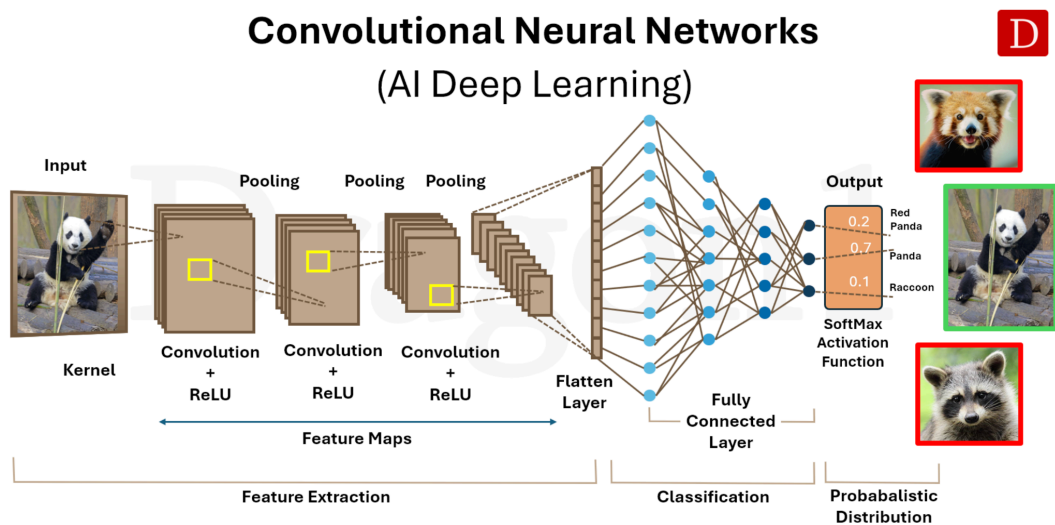 Convolutional Neural Networks
(AI Deep Learning)
D
Input
Pooling
Pooling
Pooling
Output
0.2
Red
Panda
0.7
Panda
0.1
Raccoon
Kernel
Convolution
+
ReLU
Convolution
+
ReLU
Convolution
+
ReLU
Flatten
Layer
SoftMax
Activation
Function
Fully
Connected
Layer
Feature Maps
Feature Extraction
Classification
Probabalistic
Distribution
Dragon1